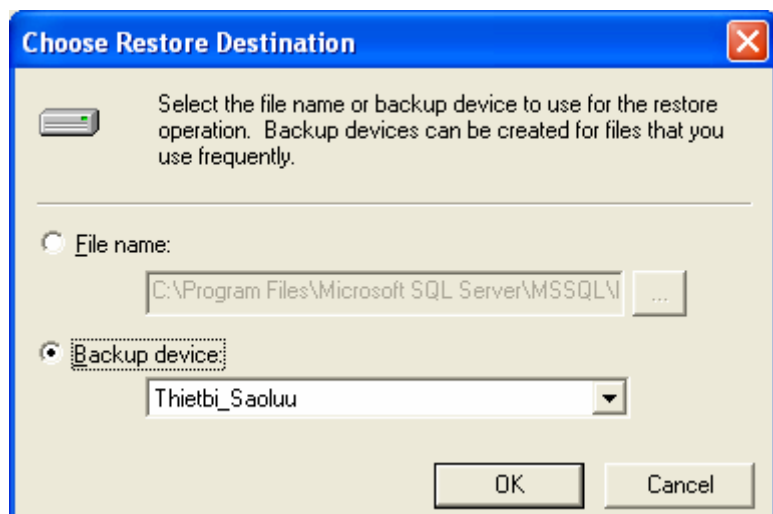 Choose Restore Destination
Select the file name or backup device to use for the restore
operation. Backup devices can be created for files that you
use frequently.
File name:
C:\Program Files\Microsoft SQL Server\MSSQL\
...
Backup device:
Thietbi_Saoluu
OK
Cancel